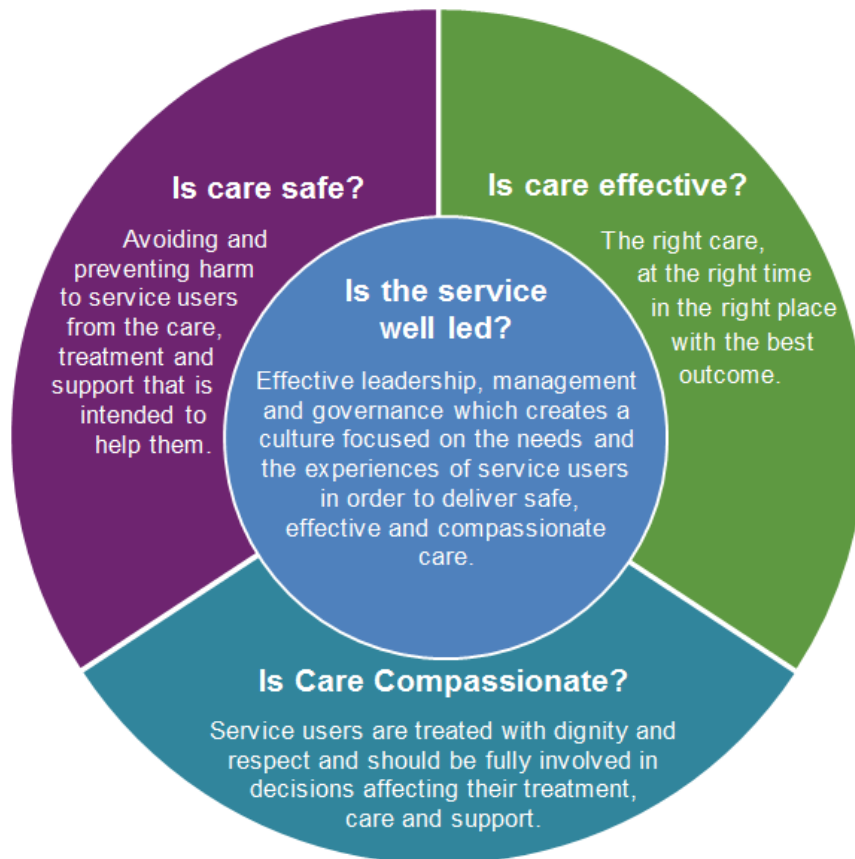 Is care safe?
Avoiding and
preventing harm
to service users
from the care,
treatment and
support that is
intended to
help them.
Is care effective?
The right care,
at the right time
in the right place
with the best
outcome.
Is the service
well led?
Effective leadership, management
and governance which creates a
culture focused on the needs and
the experiences of service users
in order to deliver safe,
effective and compassionate
care.
Is Care Compassionate?
Service users are treated with dignity and
respect and should be fully involved in
decisions affecting their treatment,
care and support.